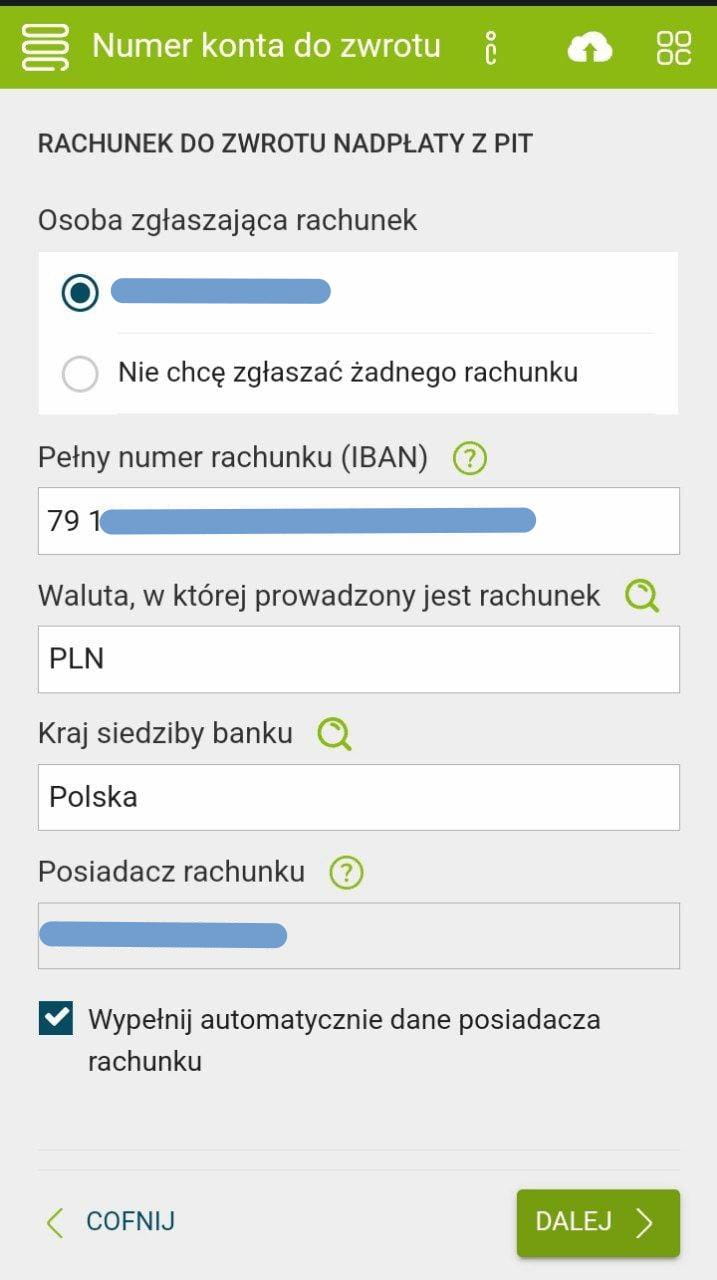 Numer konta do zwrotu
RACHUNEK DO ZWROTU NADPŁATY Z PIT
Osoba zgłaszająca rachunek
Nie chcę zgłaszać żadnego rachunku
Pełny numer rachunku (IBAN) ?
79 1
Waluta, w której prowadzony jest rachunek
PLN
Kraj siedziby banku
Polska
Posiadacz rachunku ?
Wypełnij automatycznie dane posiadacza
rachunku
COFNIJ
DALEJ